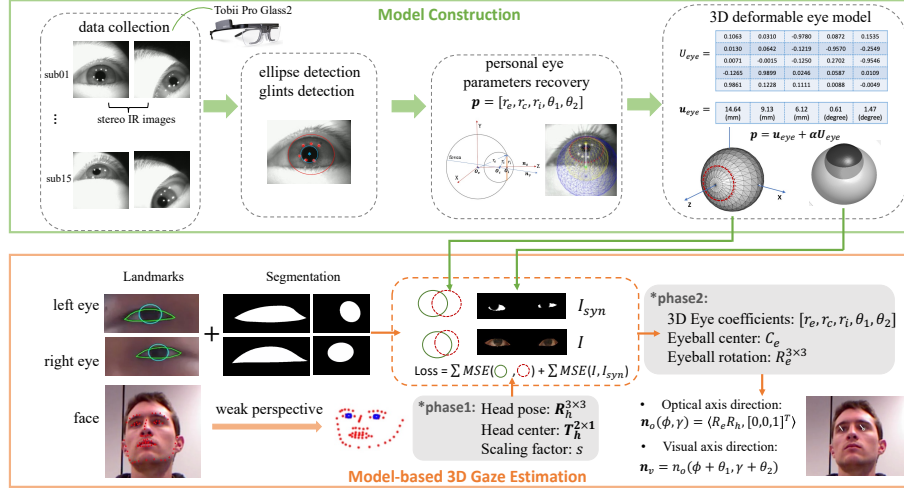 Model Construction
data collection
Tobii Pro Glass2
sub01
stereo IR images
...
sub15
ellipse detection
glints detection
personal eye
parameters recovery
p = [r_e, r_c, r_i, θ_1, θ_2]
3D deformable eye model
U_eye =
0.1063 0.0310 -0.9780 0.0872 0.1535
0.0130 0.0642 -0.1219 -0.9570 -0.2549
0.0071 -0.0015 -0.1250 0.2702 -0.9546
-0.1265 0.9899 0.0246 0.0587 0.0109
0.9861 0.1228 0.1111 0.0088 -0.0049
u_eye =
14.64 (mm) 9.13 (mm) 6.12 (mm) 0.61 (degree) 1.47 (degree)
p = u_eye + αU_eye
Z
X
Landmarks
Segmentation
left eye
right eye
face
+
weak perspective
I_syn
I
Loss = ∑ MSE( , ) + ∑ MSE(I, I_syn)
*phase1:
Head pose: R_h^{3×3}
Head center: T_h^{2×1}
Scaling factor: s
*phase2:
3D Eye coefficients: [r_e, r_c, r_i, θ_1, θ_2]
Eyeball center: C_e
Eyeball rotation: R_e^{3×3}
• Optical axis direction:
n_o(ϕ, γ) = ⟨R_e R_h, [0,0,1]^T⟩
• Visual axis direction:
n_v = n_o(ϕ + θ_1, γ + θ_2)
Model-based 3D Gaze Estimation